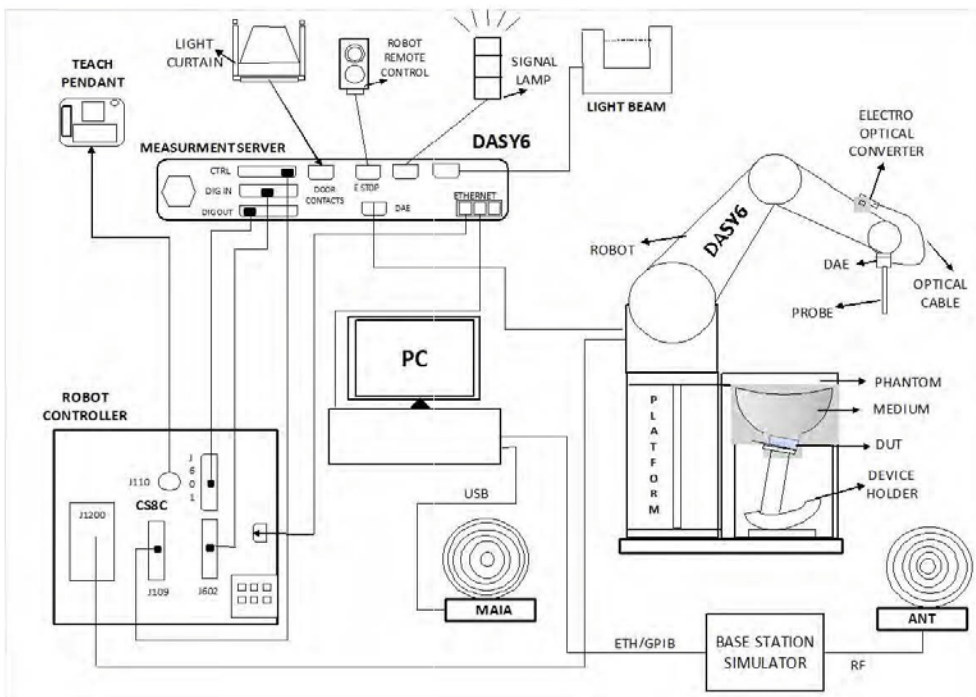 LIGHT
CURTAIN
ROBOT
REMOTE
CONTROL
SIGNAL
LAMP
LIGHT BEAM
TEACH
PENDANT
MEASURMENT SERVER
DASY6
CTRL
DIG IN
DIGOUT
DOOR
CONTACTS
E STOP
DAE
ETHERNET
ELECTRO
OPTICAL
CONVERTER
ROBOT
DASY6
DAE
OPTICAL
CABLE
PROBE
PC
PHANTOM
MEDIUM
DUT
DEVICE
HOLDER
PLATFORM
ROBOT
CONTROLLER
J110
J601
CS8C
J1200
J109
J602
USB
MAIA
ETH/GPIB
BASE STATION
SIMULATOR
RF
ANT